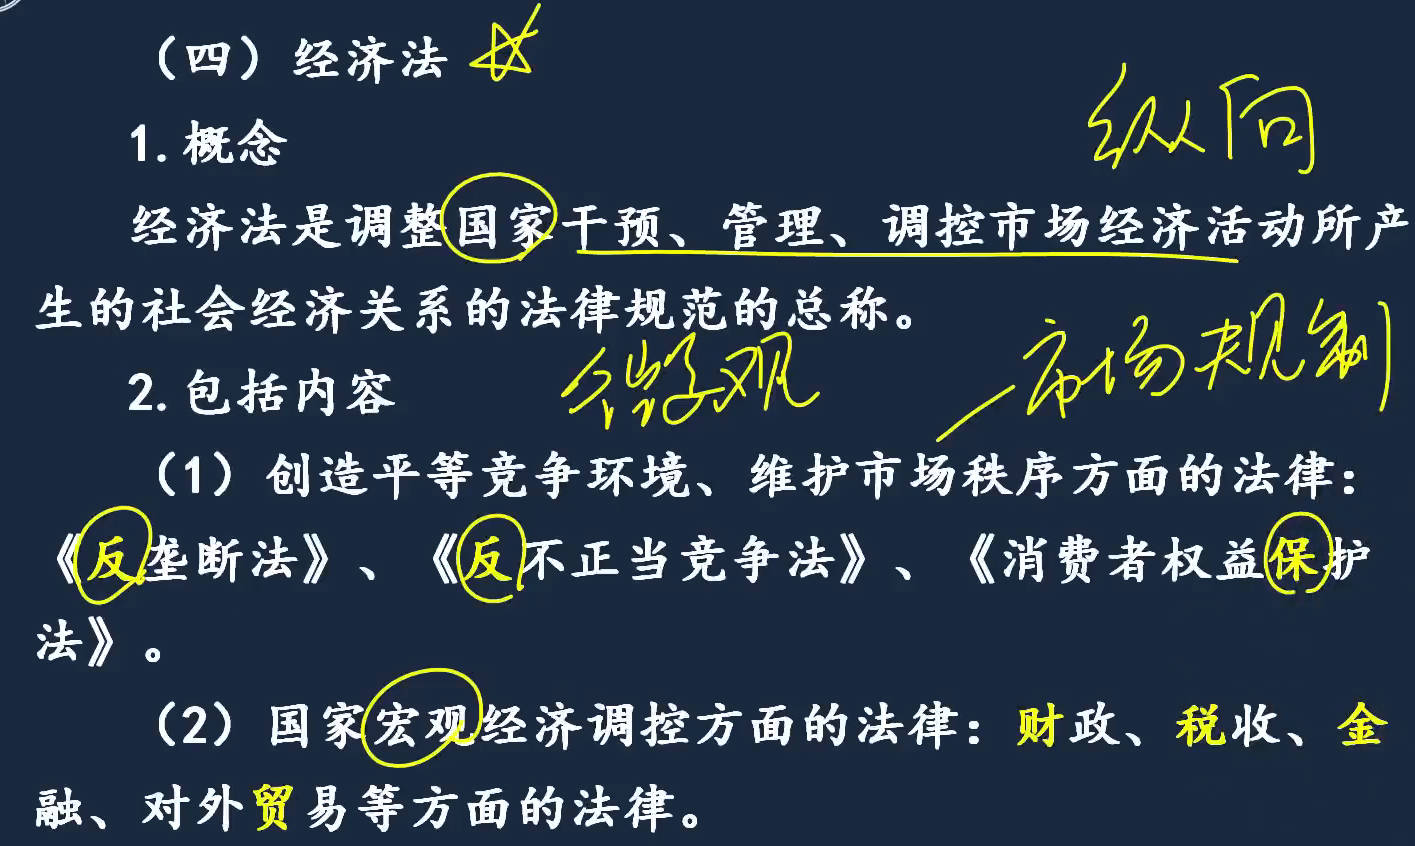 （四）经济法
纵向
1.概念
经济法是调整国家干预、管理、调控市场经济活动所产
生的社会经济关系的法律规范的总称。
2.包括内容
微观
市场规制
（1）创造平等竞争环境、维护市场秩序方面的法律：
《反垄断法》、《反不正当竞争法》、《消费者权益保护
法》。
（2）国家宏观经济调控方面的法律：财政、税收、金
融、对外贸易等方面的法律。